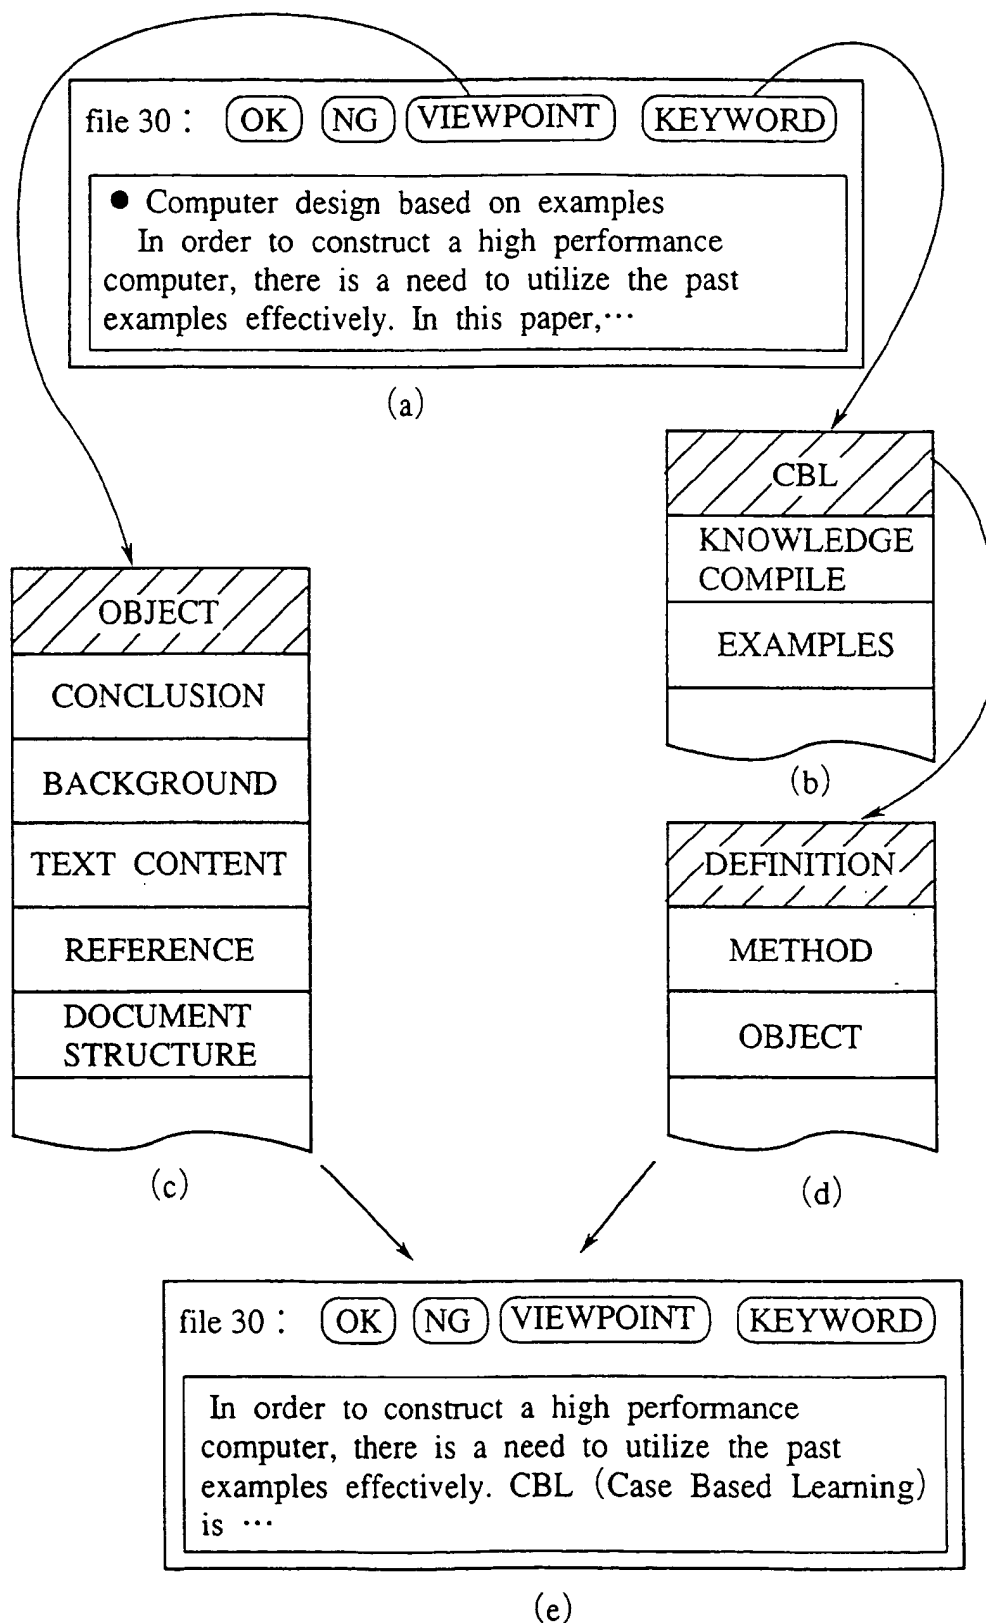 file 30 : OK NG VIEWPOINT KEYWORD
● Computer design based on examples
In order to construct a high performance
computer, there is a need to utilize the past
examples effectively. In this paper,⋯
(a)
CBL
KNOWLEDGE
COMPILE
EXAMPLES
(b)
OBJECT
CONCLUSION
BACKGROUND
TEXT CONTENT
REFERENCE
DOCUMENT
STRUCTURE
(c)
DEFINITION
METHOD
OBJECT
(d)
file 30 : OK NG VIEWPOINT KEYWORD
In order to construct a high performance
computer, there is a need to utilize the past
examples effectively. CBL (Case Based Learning)
is ⋯
(e)